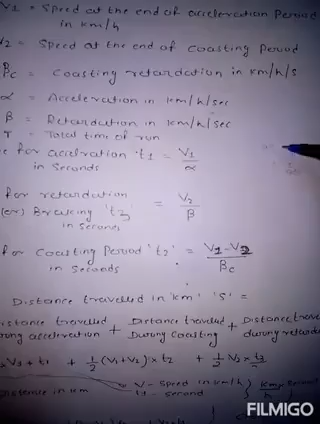 V1 = Speed at the end of acceleration Period
in km/h
V2 = Speed at the end of Coasting Period
βc = Coasting retardation in km/h/s
α = Acceleration in km/h/sec
β = Retardation in km/h/sec
T = Total time of run
for acceleration 't1 = V1/α
in Seconds
for retardation
(or) Breaking 't3' = V2/β
in seconds
for Coasting Period 't2' = V1-V2/βc
in seconds
Distance travelled in 'km' 'S' =
distance travelled + Distance travelled + Distance
during acceleration During Coasting during
V1 * t1 + 1/2 (V1+V2) * t2 + 1/2 V2 * t3
Distance in km V - Speed in km/h
- second
FILMIGO